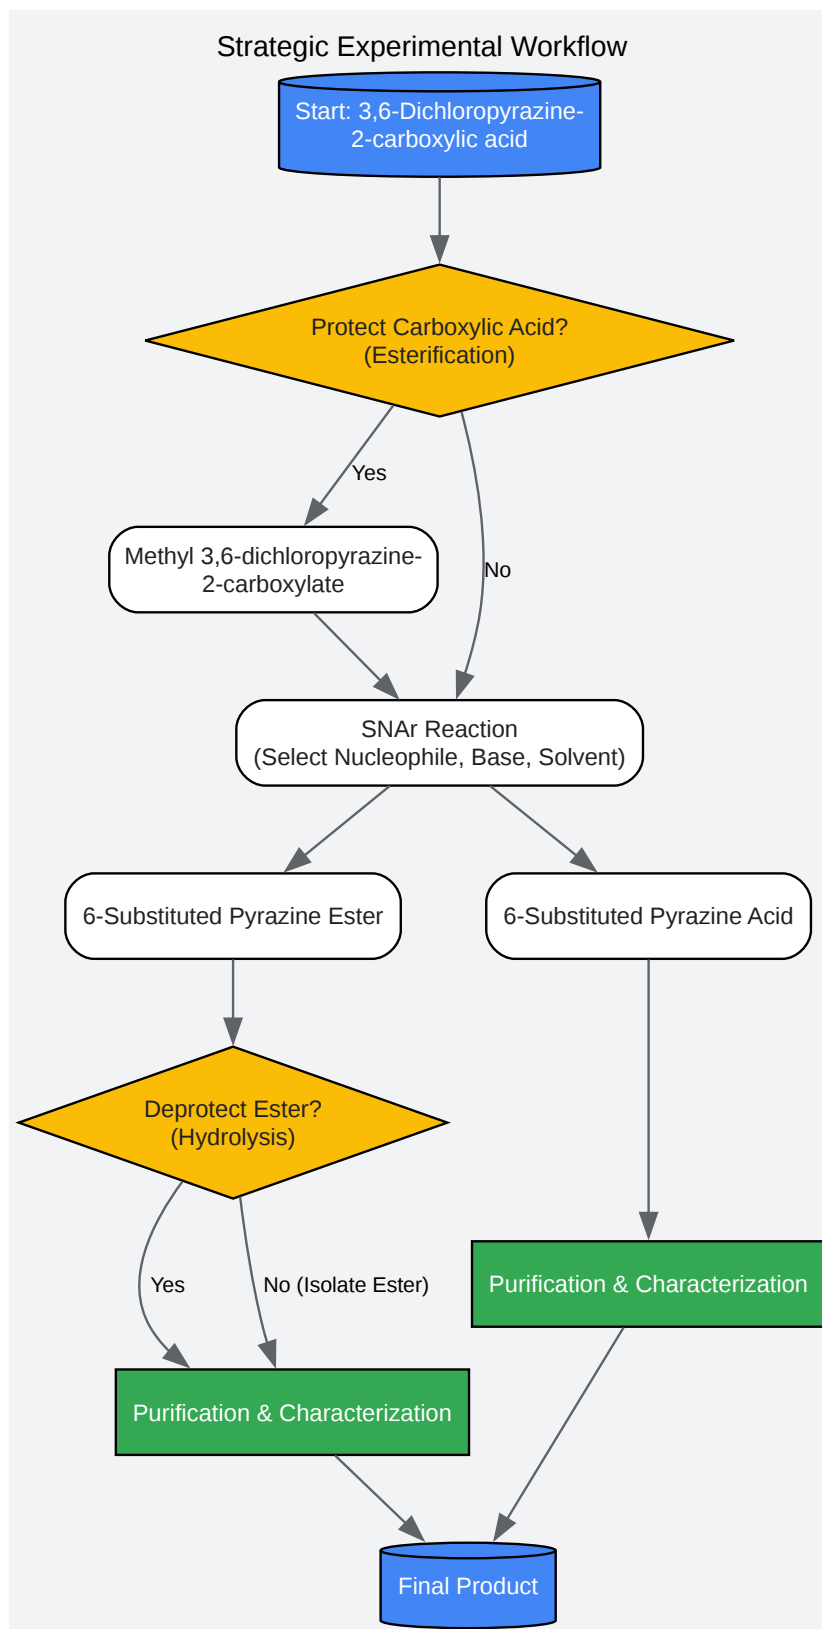 Strategic Experimental Workflow
Start: 3,6-Dichloropyrazine-
2-carboxylic acid
Protect Carboxylic Acid?
(Esterification)
Yes
Methyl 3,6-dichloropyrazine-
2-carboxylate
No
SNAr Reaction
(Select Nucleophile, Base, Solvent)
6-Substituted Pyrazine Ester
6-Substituted Pyrazine Acid
Deprotect Ester?
(Hydrolysis)
Yes
No (Isolate Ester)
Purification & Characterization
Purification & Characterization
Final Product